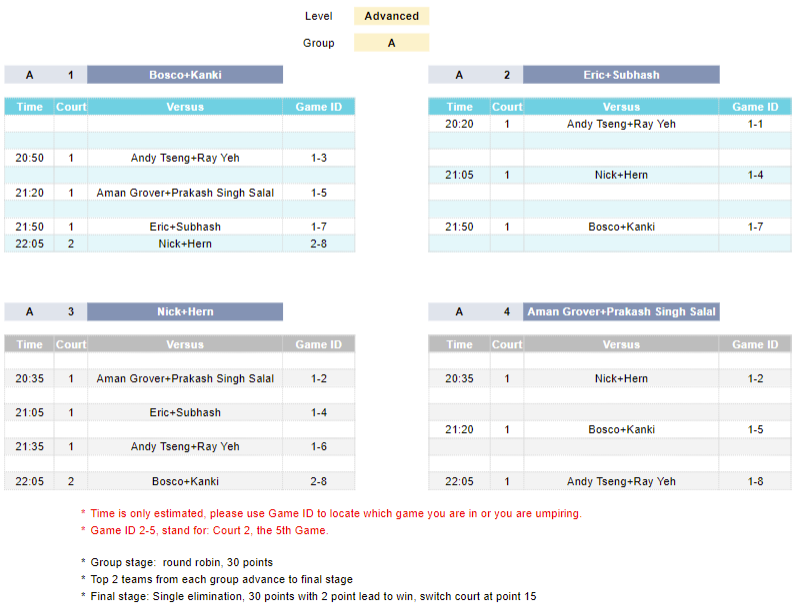 Level Advanced
Group A
A 1 Bosco+Kanki
Time Court Versus Game ID
20:50 1 Andy Tseng+Ray Yeh 1-3
21:20 1 Aman Grover+Prakash Singh Salal 1-5
21:50 1 Eric+Subhash 1-7
22:05 2 Nick+Hern 2-8
A 2 Eric+Subhash
Time Court Versus Game ID
20:20 1 Andy Tseng+Ray Yeh 1-1
21:05 1 Nick+Hern 1-4
21:50 1 Bosco+Kanki 1-7
A 3 Nick+Hern
Time Court Versus Game ID
20:35 1 Aman Grover+Prakash Singh Salal 1-2
21:05 1 Eric+Subhash 1-4
21:35 1 Andy Tseng+Ray Yeh 1-6
22:05 2 Bosco+Kanki 2-8
A 4 Aman Grover+Prakash Singh Salal
Time Court Versus Game ID
20:35 1 Nick+Hern 1-2
21:20 1 Bosco+Kanki 1-5
22:05 1 Andy Tseng+Ray Yeh 1-8
* Time is only estimated, please use Game ID to locate which game you are in or you are umpiring.
* Game ID 2-5, stand for: Court 2, the 5th Game.
* Group stage: round robin, 30 points
* Top 2 teams from each group advance to final stage
* Final stage: Single elimination, 30 points with 2 point lead to win, switch court at point 15